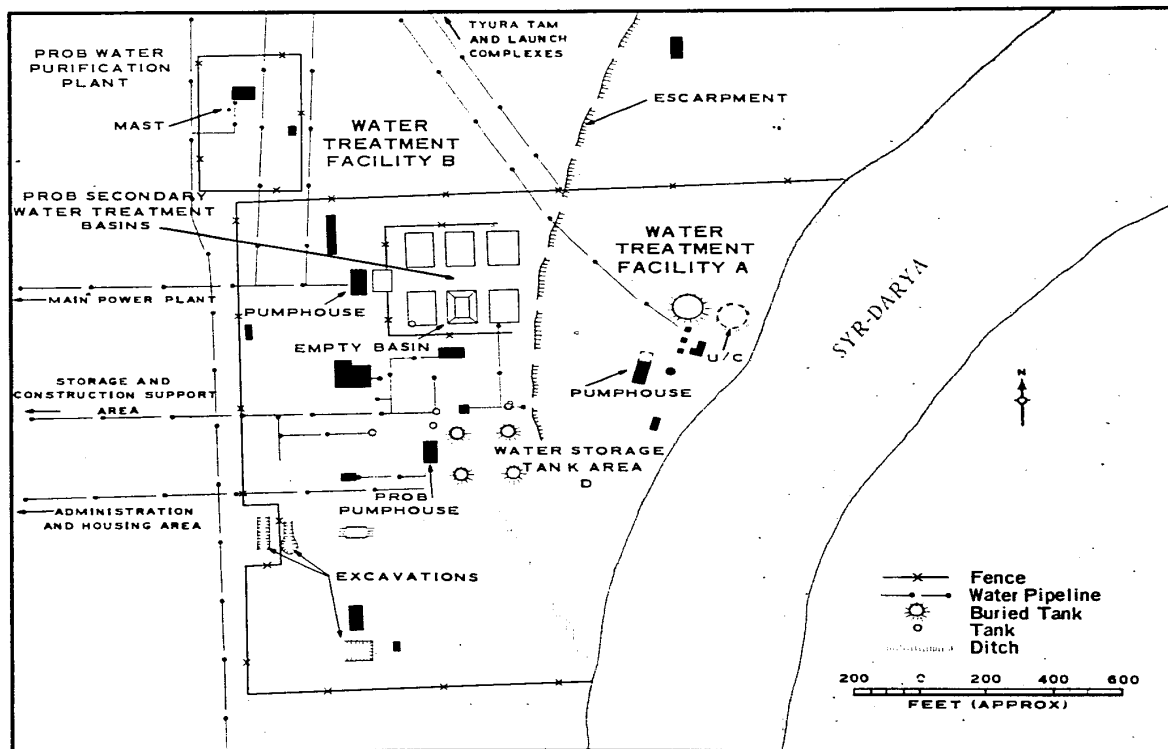 TYURA TAM
AND LAUNCH
COMPLEXES
PROB WATER
PURIFICATION
PLANT
ESCARPMENT
MAST
WATER
TREATMENT
FACILITY B
PROB SECONDARY
WATER TREATMENT
BASINS
WATER
TREATMENT
FACILITY A
SYR-DARYA
MAIN POWER PLANT
PUMPHOUSE
EMPTY BASIN
U/C
PUMPHOUSE
N
STORAGE AND
CONSTRUCTION SUPPORT
AREA
WATER STORAGE
TANK AREA
D
PROB
PUMPHOUSE
ADMINISTRATION
AND HOUSING AREA
EXCAVATIONS
Fence
Water Pipeline
Buried Tank
Tank
Ditch
200 0 200 400 600
FEET (APPROX)